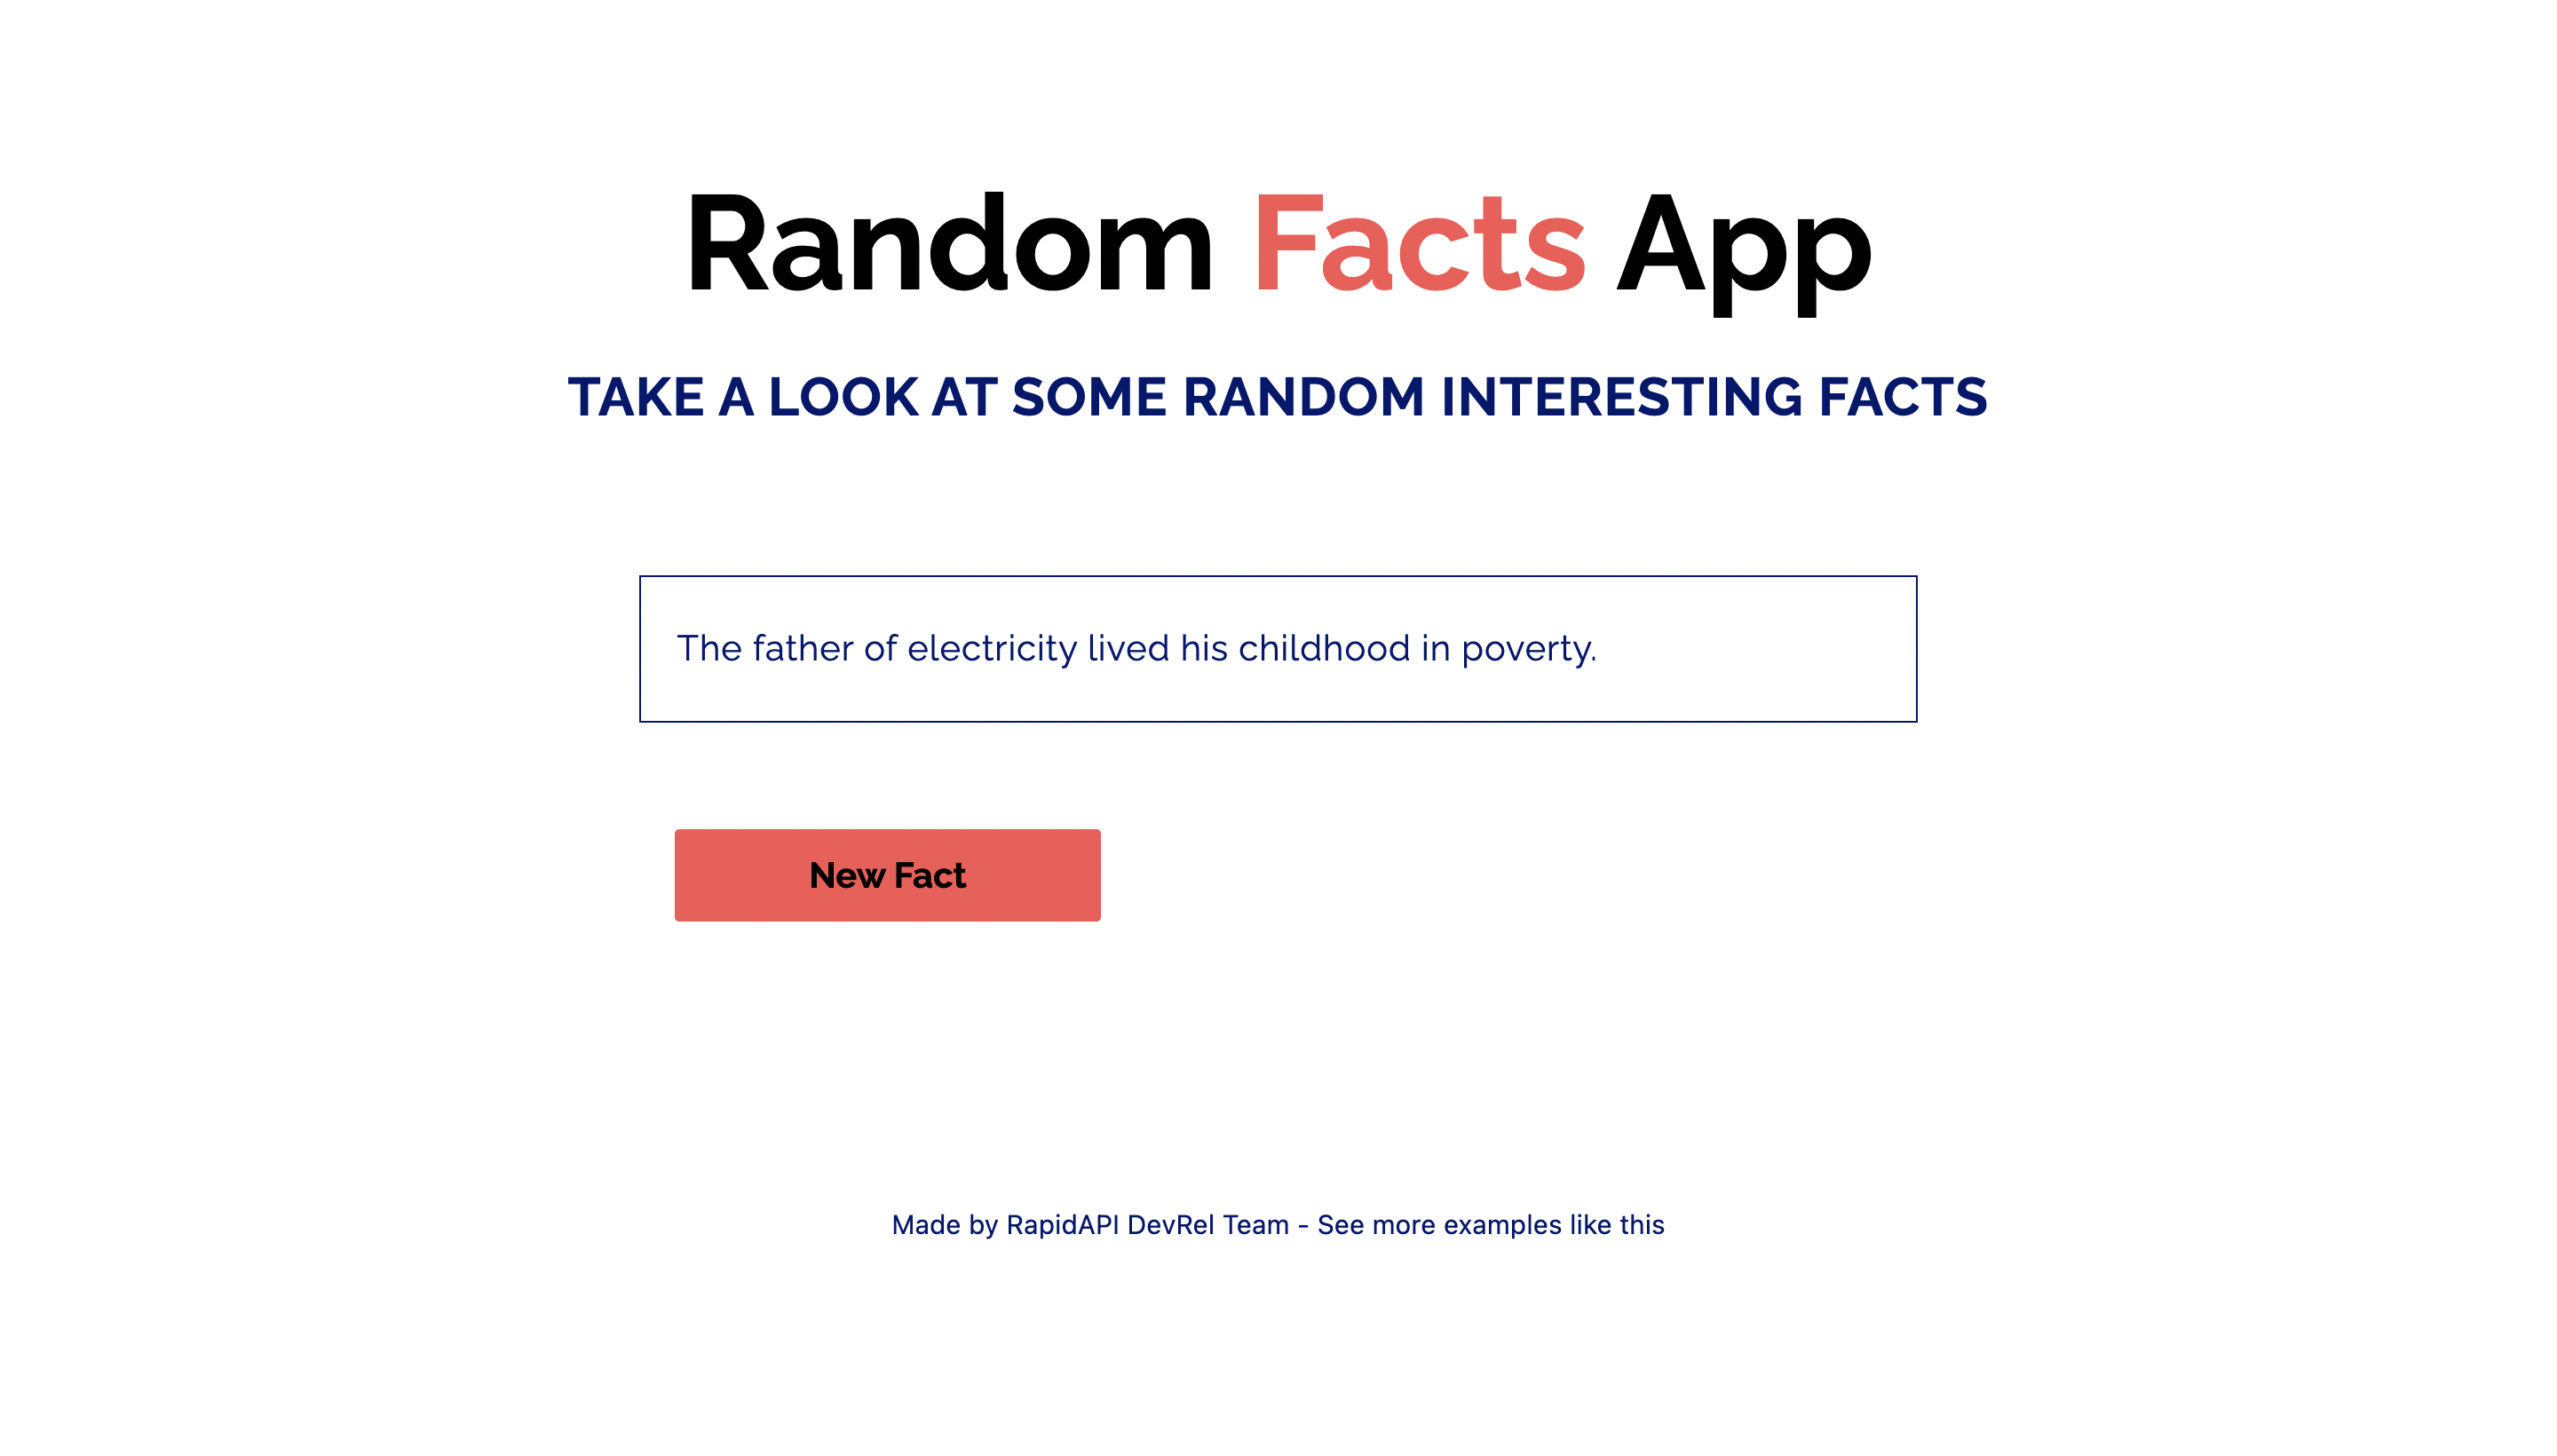 Random Facts App
TAKE A LOOK AT SOME RANDOM INTERESTING FACTS
The father of electricity lived his childhood in poverty.
New Fact
Made by RapidAPI DevRel Team - See more examples like this